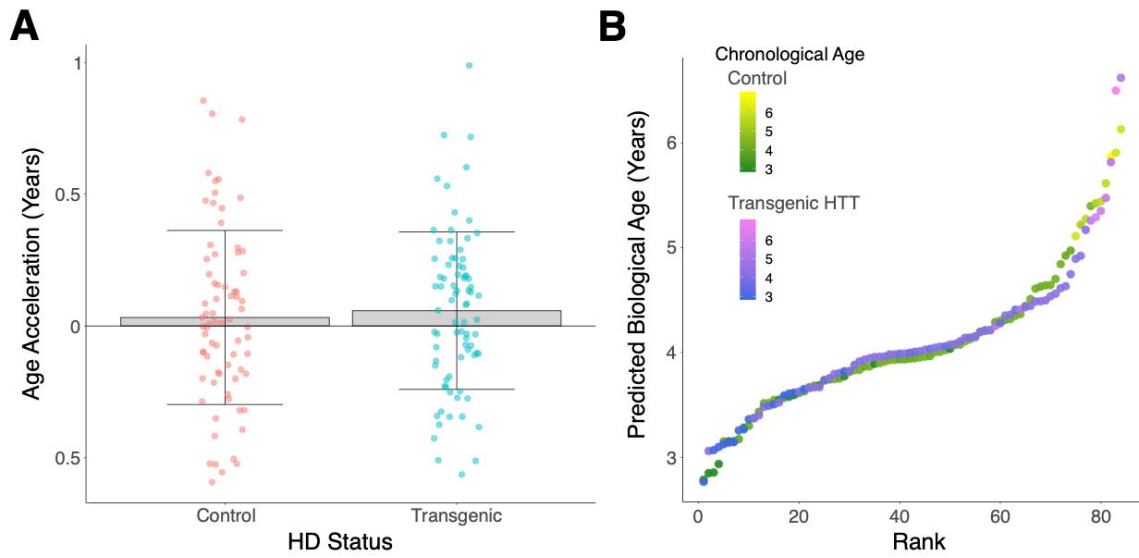 A
Age Acceleration (Years)
1
0.5
0
0.5
Control
Transgenic
HD Status
B
Predicted Biological Age (Years)
6
5
4
3
Chronological Age
Control
6
5
4
3
Transgenic HTT
6
5
4
3
0
20
40
60
80
Rank